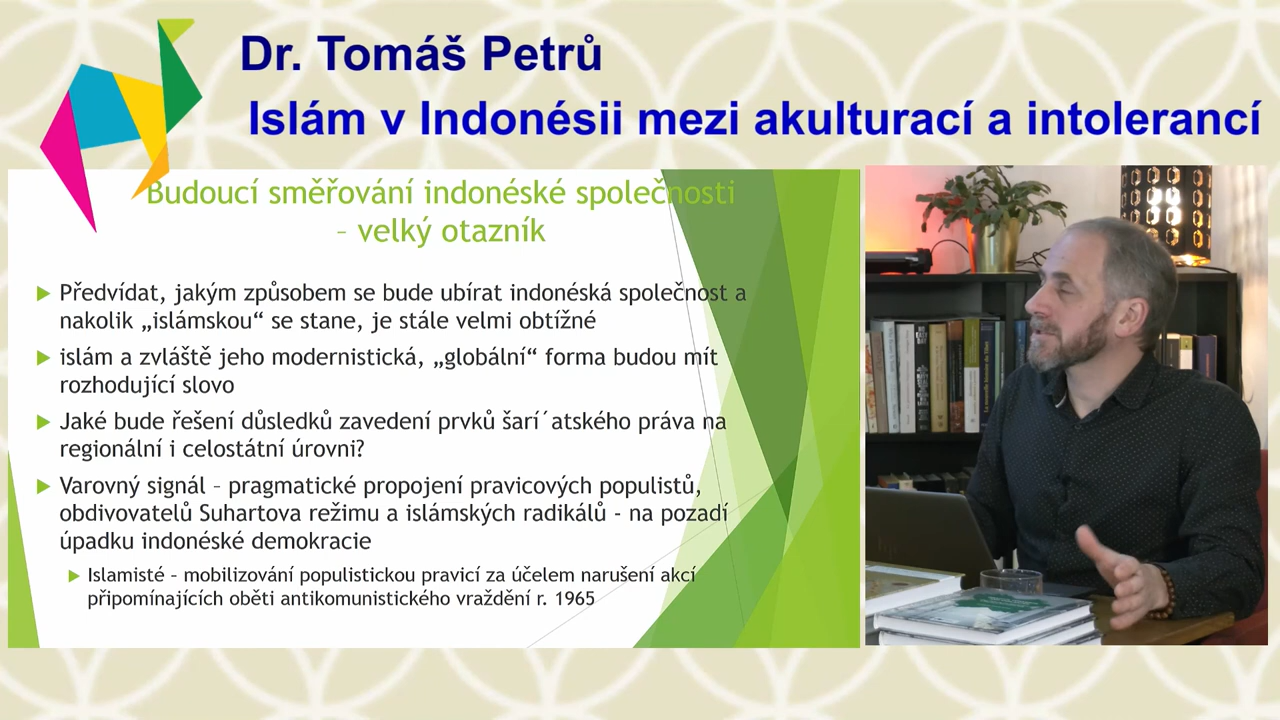 Dr. Tomáš Petrů
Islám v Indonésii mezi akulturací a intolerancí
Budoucí směřování indonéské společnosti
– velký otazník
Předvídat, jakým způsobem se bude ubírat indonéská společnost a
nakolik „islámskou“ se stane, je stále velmi obtížné
islám a zvláště jeho modernistická, „globální“ forma budou mít
rozhodující slovo
Jaké bude řešení důsledků zavedení prvků šarí´atského práva na
regionální i celostátní úrovni?
Varovný signál – pragmatické propojení pravicových populistů,
obdivovatelů Suhartova režimu a islámských radikálů - na pozadí
úpadku indonéské demokracie
Islamisté – mobilizování populistickou pravicí za účelem narušení akcí
připomínajících oběti antikomunistického vraždění r. 1965